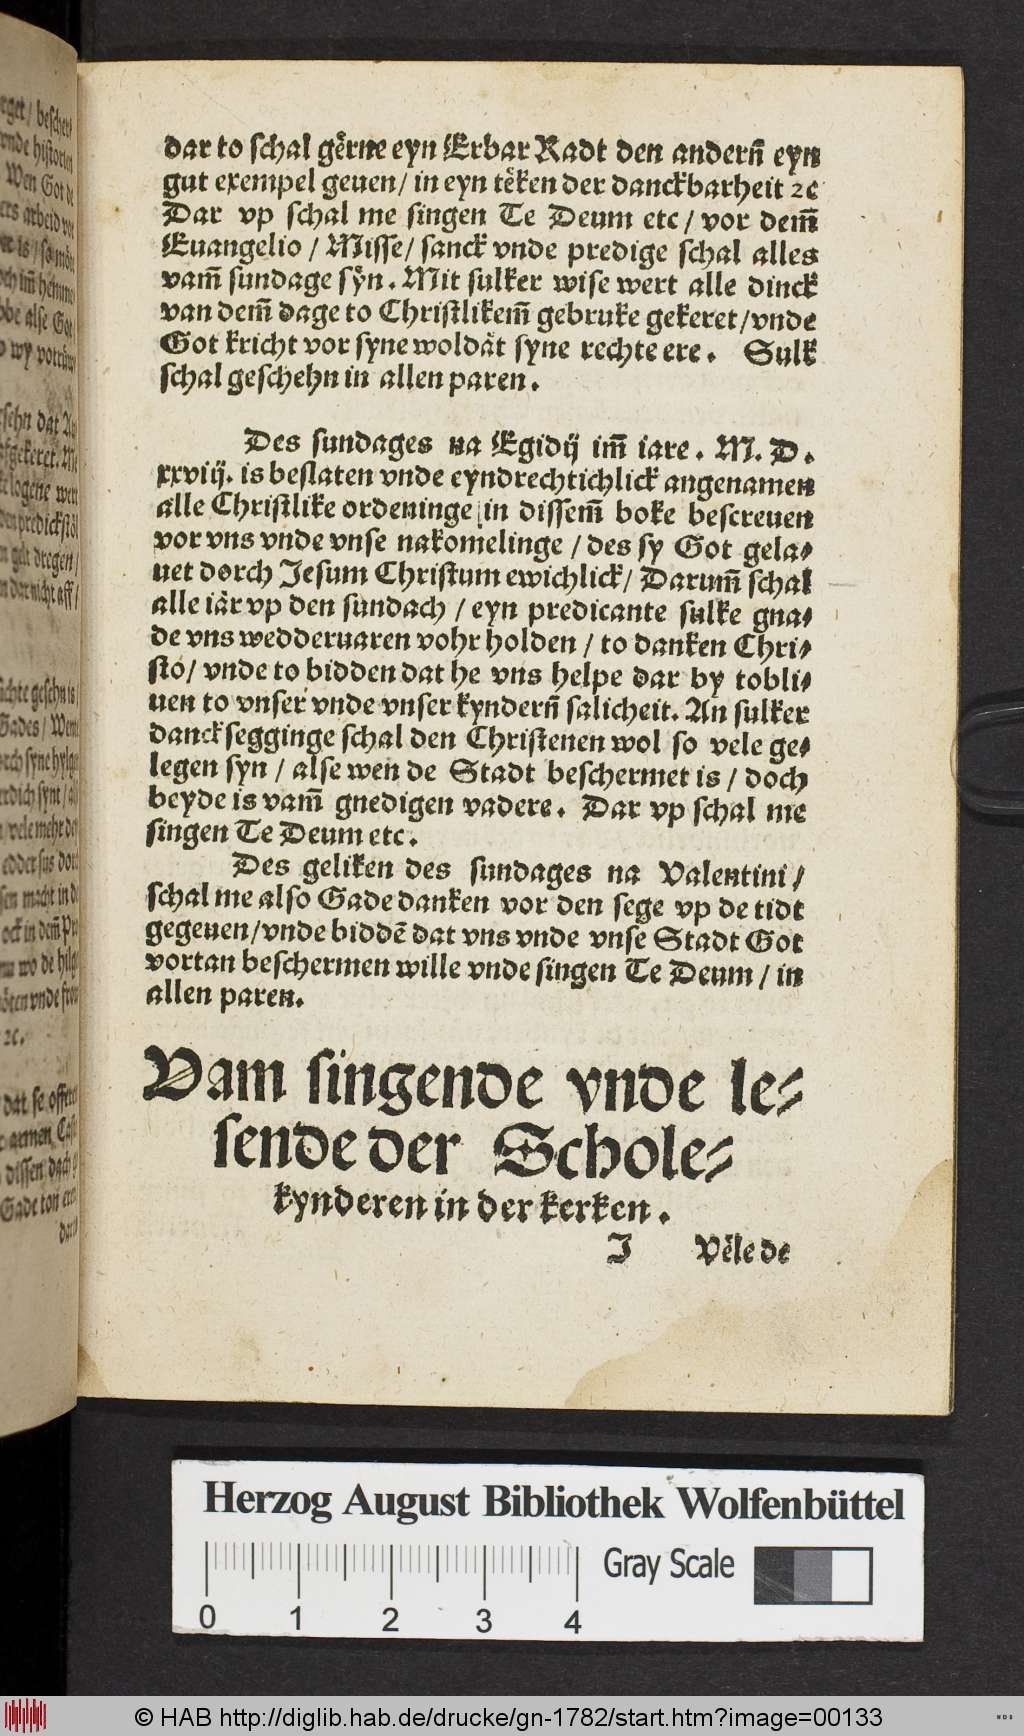 dar to schal gērne eyn Erbar Radt den andern̄ eyn
gut exempel geuen/ in eyn tēken der danckbarheit ⁊c
Dar vp schal me singen Te Deum etc/ vor dem̄
Euangelio / Misse/ sanck vnde predige schal alles
vam̄ sundage sÿn. Mit sulker wise wert alle dinck
van dem̄ dage to Christlikem̄ gebruke gekeret/vnde
Got kricht vor syne woldāt syne rechte ere. Sulk
schal geschehn in allen paren.
Des sundages na Egidij im̄ iare. M. D.
xxviij. is beslaten vnde eyndrechtichlick angenamen
alle Christlike ordeninge in dissem̄ boke bescreuen
vor vns vnde vnse nakomelinge / des sy Got gela⸗
uet dorch Jesum Christum ewichlick/ Darum̄ schal
alle iār vp den sundach / eyn predicante sulke gna⸗
de vns wedderuaren vohr holden / to danken Chri⸗
sto/ vnde to bidden dat he vns helpe dar by tobli⸗
uen to vnser vnde vnser kyndern̄ salicheit. An sulker
danck segginge schal den Christenen wol so vele ge⸗
legen syn / alse wen de Stadt beschermet is / doch
beyde is vam̄ gnedigen vadere. Dar vp schal me
singen Te Deum etc.
Des geliken des sundages na Valentini/
schal me also Gade danken vor den sege vp de tidt
gegeuen/vnde biddē dat vns vnde vnse Stadt Got
vortan beschermen wille vnde singen Te Deum / in
allen paren.
Vam singende vnde le⸗
sende der Schole⸗
kynderen in der kerken.
J Vēle de
Herzog August Bibliothek Wolfenbüttel
Gray Scale
0 1 2 3 4
© HAB http://diglib.hab.de/drucke/gn-1782/start.htm?image=00133